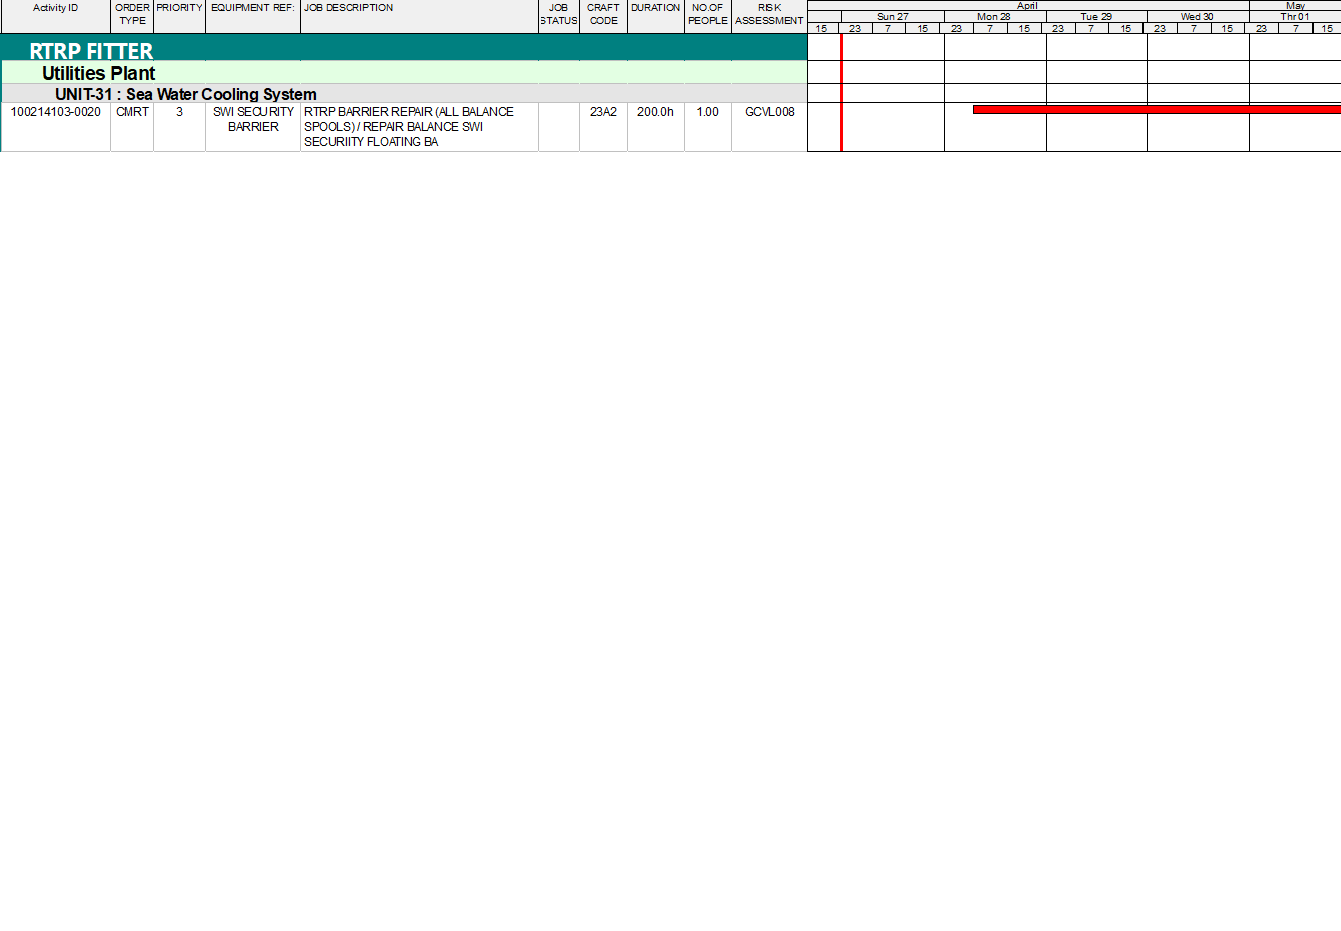 Activity ID ORDER TYPE PRIORITY EQUIPMENT REF: JOB DESCRIPTION JOB STATUS CRAFT CODE DURATION NO.OF PEOPLE RISK ASSESSMENT
April May
Sun 27 Mon 28 Tue 29 Wed 30 Thr 01
15 23 7 15 23 7 15 23 7 15 23 7 15 23 7 15
RTRP FITTER
Utilities Plant
UNIT-31 : Sea Water Cooling System
100214103-0020 CMRT 3 SWI SECURITY RTRP BARRIER REPAIR (ALL BALANCE 23A2 200.0h 1.00 GCVL008
BARRIER SPOOLS) / REPAIR BALANCE SWI
SECURIITY FLOATING BA